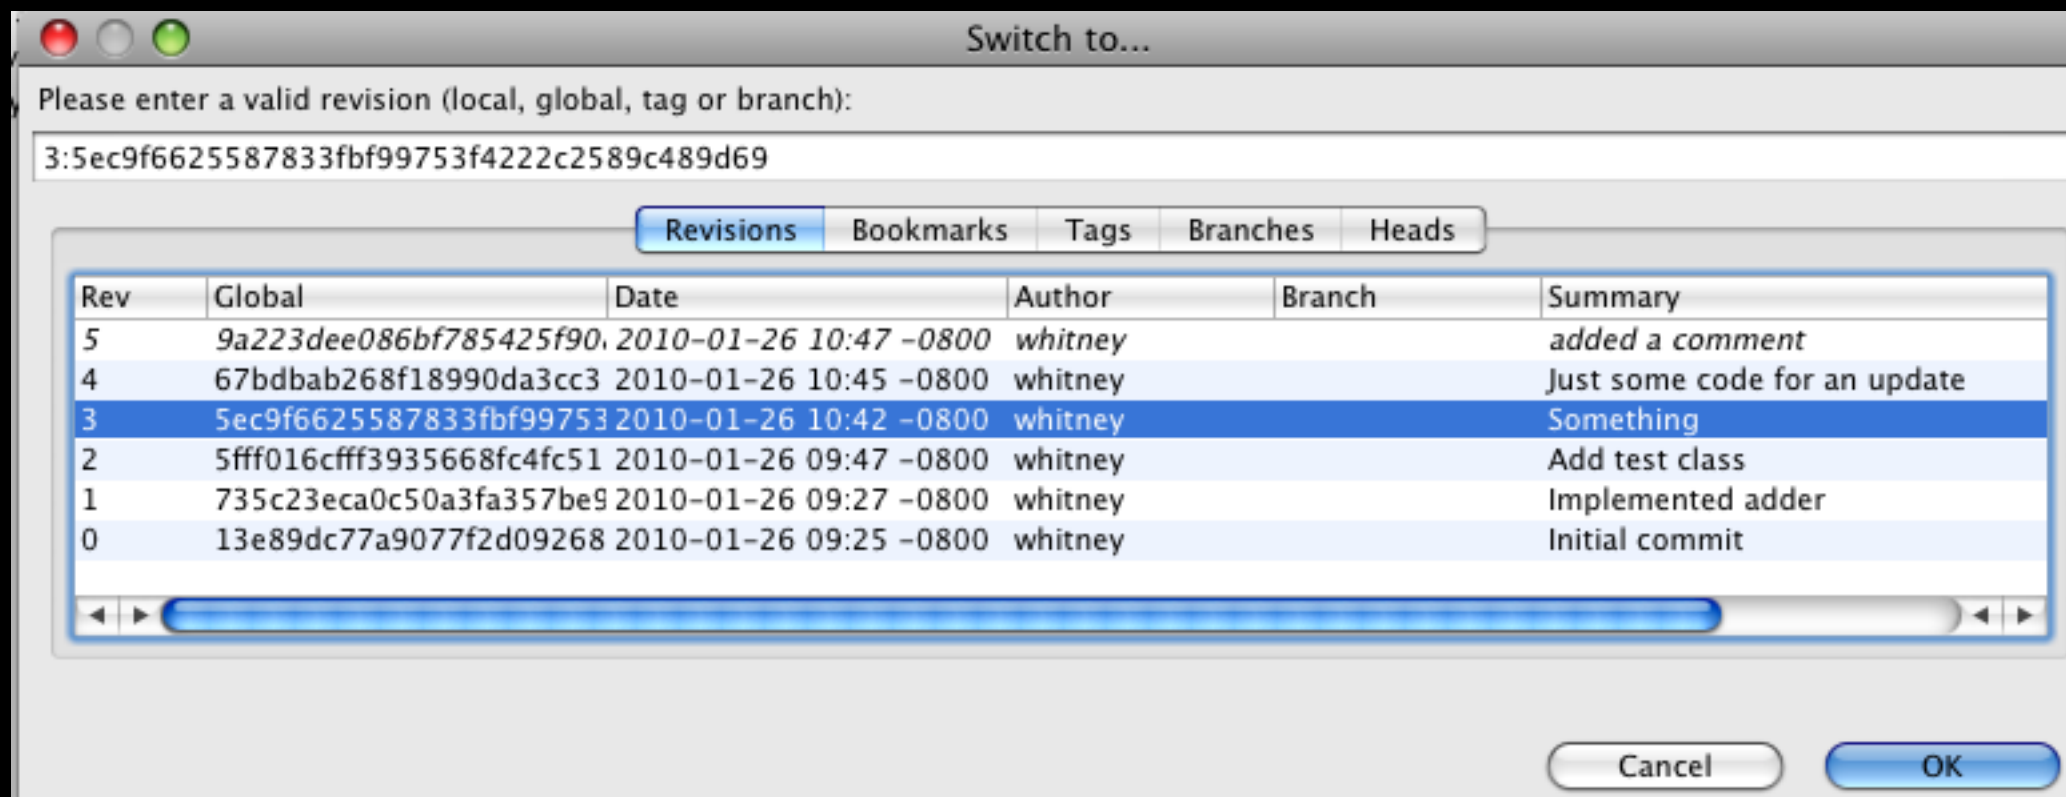 Switch to...
Please enter a valid revision (local, global, tag or branch):
3:5ec9f6625587833fbf99753f4222c2589c489d69
Revisions Bookmarks Tags Branches Heads
Rev Global Date Author Branch Summary
5 9a223dee086bf785425f90 2010-01-26 10:47 -0800 whitney added a comment
4 67bdbab268f18990da3cc3 2010-01-26 10:45 -0800 whitney Just some code for an update
3 5ec9f6625587833fbf99753 2010-01-26 10:42 -0800 whitney Something
2 5fff016cfff3935668fc4fc51 2010-01-26 09:47 -0800 whitney Add test class
1 735c23eca0c50a3fa357be9 2010-01-26 09:27 -0800 whitney Implemented adder
0 13e89dc77a9077f2d09268 2010-01-26 09:25 -0800 whitney Initial commit
Cancel OK